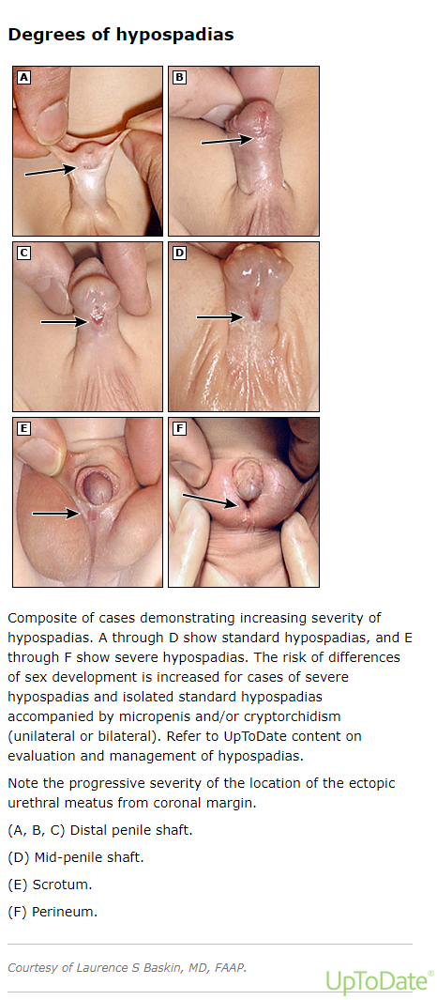 Degrees of hypospadias
A
B
C
D
E
F
Composite of cases demonstrating increasing severity of
hypospadias. A through D show standard hypospadias, and E
through F show severe hypospadias. The risk of differences
of sex development is increased for cases of severe
hypospadias and isolated standard hypospadias
accompanied by micropenis and/or cryptorchidism
(unilateral or bilateral). Refer to UpToDate content on
evaluation and management of hypospadias.
Note the progressive severity of the location of the ectopic
urethral meatus from coronal margin.
(A, B, C) Distal penile shaft.
(D) Mid-penile shaft.
(E) Scrotum.
(F) Perineum.
Courtesy of Laurence S Baskin, MD, FAAP.
UpToDate®